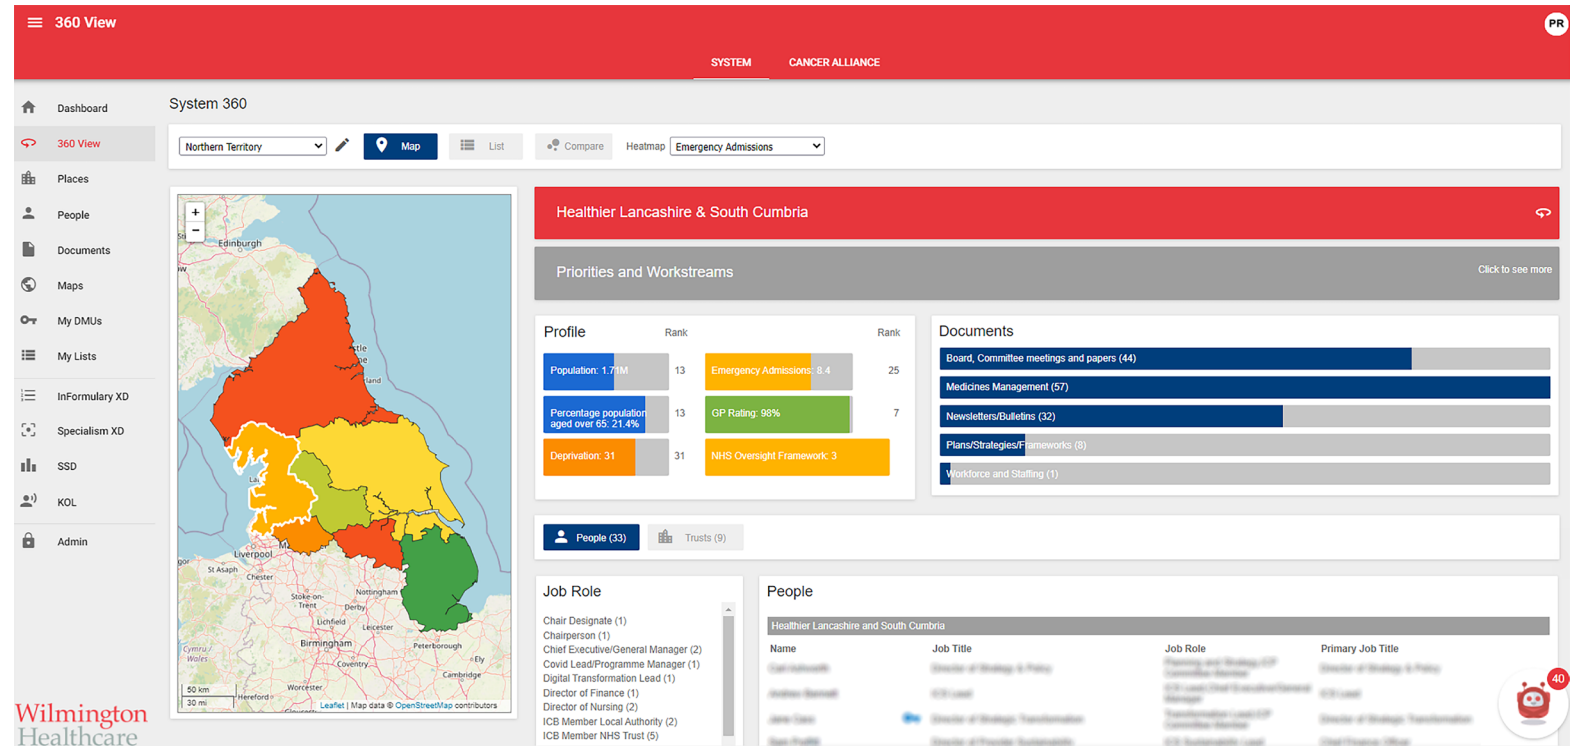 360 View
PR
SYSTEM
CANCER ALLIANCE
Dashboard
360 View
Places
People
Documents
Maps
My DMUs
My Lists
InFormulary XD
Specialism XD
SSD
KOL
Admin
Wilmington
Healthcare
System 360
Northern Territory
Map
List
Compare
Heatmap
Emergency Admissions
+
−
Edinburgh
Liverpool
St Asaph
Chester
Stoke-on-
Trent
Nottingham
Derby
Lichfield
Leicester
Birmingham
Peterborough
Cymru /
Wales
Coventry
Ely
Cambridge
Worcester
Hereford
50 km
30 mi
Leaflet | Map data © OpenStreetMap contributors
Healthier Lancashire & South Cumbria
Priorities and Workstreams
Click to see more
Profile
Rank
Rank
Population: 1.71M
13
Emergency Admissions: 8.4
25
Percentage population
aged over 65: 21.4%
13
GP Rating: 98%
7
Deprivation: 31
31
NHS Oversight Framework: 3
Documents
Board, Committee meetings and papers (44)
Medicines Management (57)
Newsletters/Bulletins (32)
Plans/Strategies/Frameworks (8)
Workforce and Staffing (1)
People (33)
Trusts (9)
Job Role
Chair Designate (1)
Chairperson (1)
Chief Executive/General Manager (2)
Covid Lead/Programme Manager (1)
Digital Transformation Lead (1)
Director of Finance (1)
Director of Nursing (2)
ICB Member Local Authority (2)
ICB Member NHS Trust (5)
People
Healthier Lancashire and South Cumbria
Name
Job Title
Job Role
Primary Job Title
40